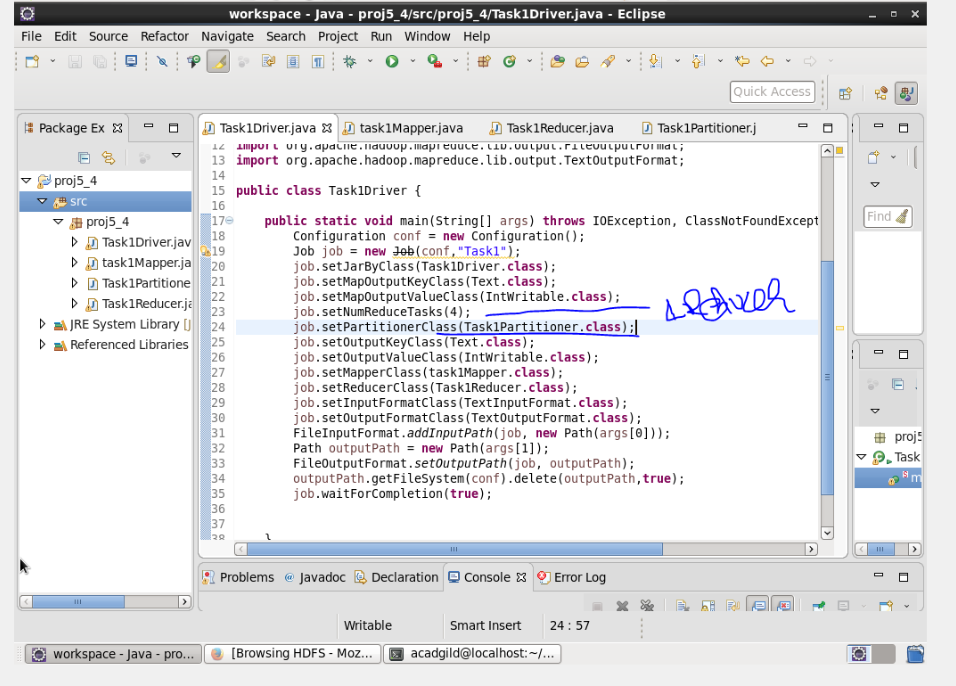 workspace - Java - proj5_4/src/proj5_4/Task1Driver.java - Eclipse
File Edit Source Refactor Navigate Search Project Run Window Help
Quick Access
Package Ex
Task1Driver.java task1Mapper.java Task1Reducer.java Task1Partitioner.j
proj5_4
src
proj5_4
Task1Driver.jav
task1Mapper.ja
Task1Partitione
Task1Reducer.ja
JRE System Library [J
Referenced Libraries
12 import org.apache.hadoop.mapreduce.lib.output.FileOutputFormat;
13 import org.apache.hadoop.mapreduce.lib.output.TextOutputFormat;
14
15 public class Task1Driver {
16
17 public static void main(String[] args) throws IOException, ClassNotFoundExcept
18 Configuration conf = new Configuration();
19 Job job = new Job(conf,"Task1");
20 job.setJarByClass(Task1Driver.class);
21 job.setMapOutputKeyClass(Text.class);
22 job.setMapOutputValueClass(IntWritable.class);
23 job.setNumReduceTasks(4);
24 job.setPartitionerClass(Task1Partitioner.class);
25 job.setOutputKeyClass(Text.class);
26 job.setOutputValueClass(IntWritable.class);
27 job.setMapperClass(task1Mapper.class);
28 job.setReducerClass(Task1Reducer.class);
29 job.setInputFormatClass(TextInputFormat.class);
30 job.setOutputFormatClass(TextOutputFormat.class);
31 FileInputFormat.addInputPath(job, new Path(args[0]));
32 Path outputPath = new Path(args[1]);
33 FileOutputFormat.setOutputPath(job, outputPath);
34 outputPath.getFileSystem(conf).delete(outputPath,true);
35 job.waitForCompletion(true);
36
37
38 }
Find
proj5
Task
m
Problems Javadoc Declaration Console Error Log
Writable Smart Insert 24 : 57
workspace - Java - pro... [Browsing HDFS - Moz... acadgild@localhost:~/...